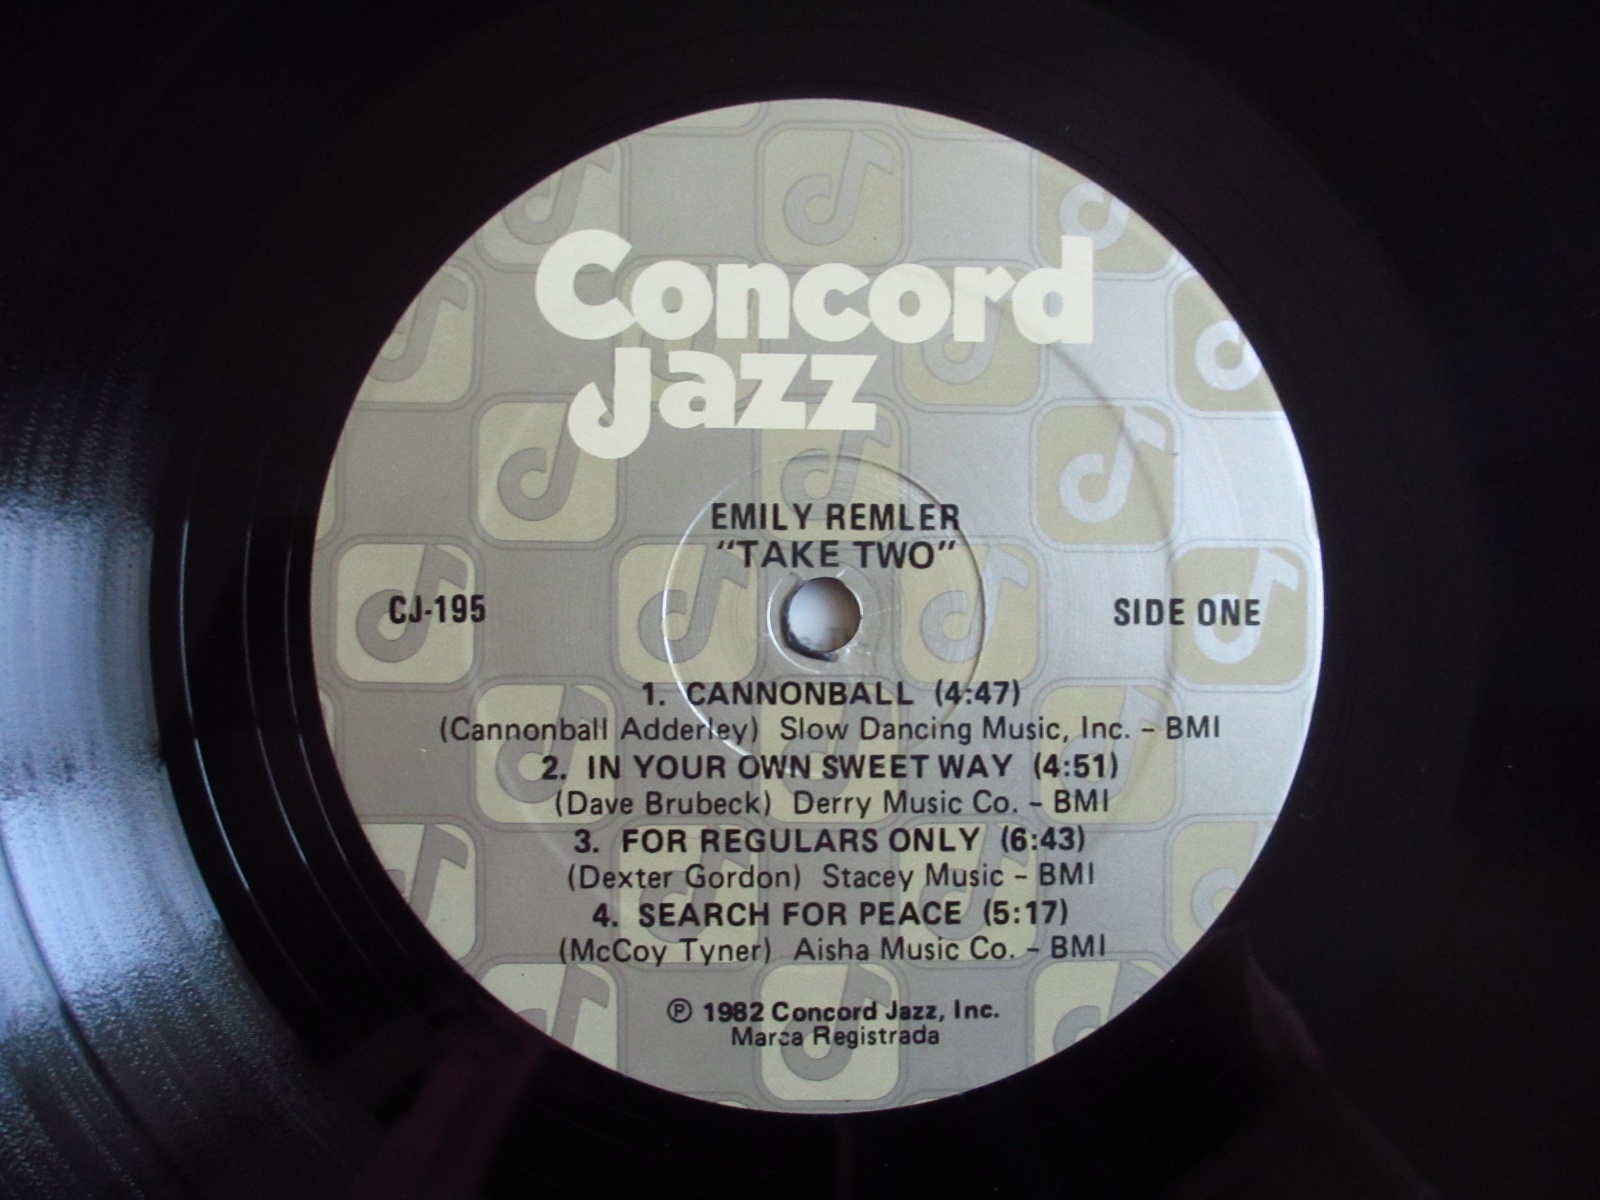 Concord
Jazz
EMILY REMLER
“TAKE TWO”
CJ-195
SIDE ONE
1. CANNONBALL (4:47)
(Cannonball Adderley) Slow Dancing Music, Inc. – BMI
2. IN YOUR OWN SWEET WAY (4:51)
(Dave Brubeck) Derry Music Co. – BMI
3. FOR REGULARS ONLY (6:43)
(Dexter Gordon) Stacey Music – BMI
4. SEARCH FOR PEACE (5:17)
(McCoy Tyner) Aisha Music Co. – BMI
℗ 1982 Concord Jazz, Inc.
Marca Registrada